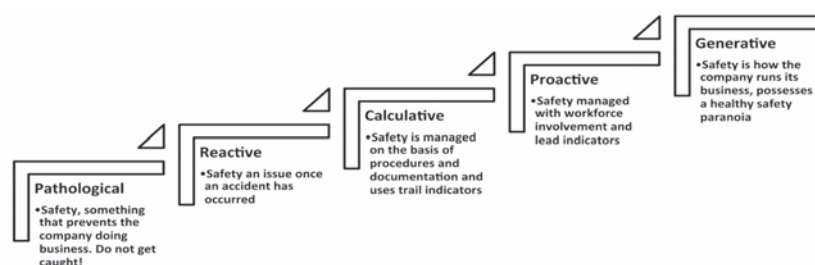 Pathological
•Safety, something
that prevents the
company doing
business. Do not get
caught!
Reactive
•Safety an issue once
an accident has
occurred
Calculative
•Safety is managed
on the basis of
procedures and
documentation and
uses trail indicators
Proactive
•Safety managed
with workforce
involvement and
lead indicators
Generative
•Safety is how the
company runs its
business, possesses
a healthy safety
paranoia